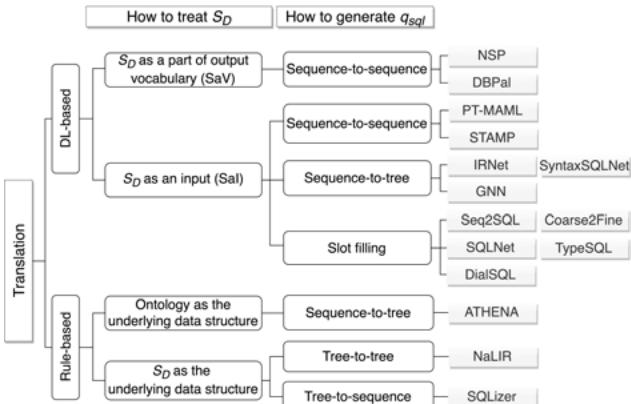 How to treat S_D
How to generate q_sql
Translation
DL-based
S_D as a part of output
vocabulary (SaV)
Sequence-to-sequence
NSP
DBPal
S_D as an input (SaI)
Sequence-to-sequence
PT-MAML
STAMP
Sequence-to-tree
IRNet
SyntaxSQLNet
GNN
Slot filling
Seq2SQL
Coarse2Fine
SQLNet
TypeSQL
DialSQL
Rule-based
Ontology as the
underlying data structure
Sequence-to-tree
ATHENA
S_D as the
underlying data structure
Tree-to-tree
NaLIR
Tree-to-sequence
SQLizer